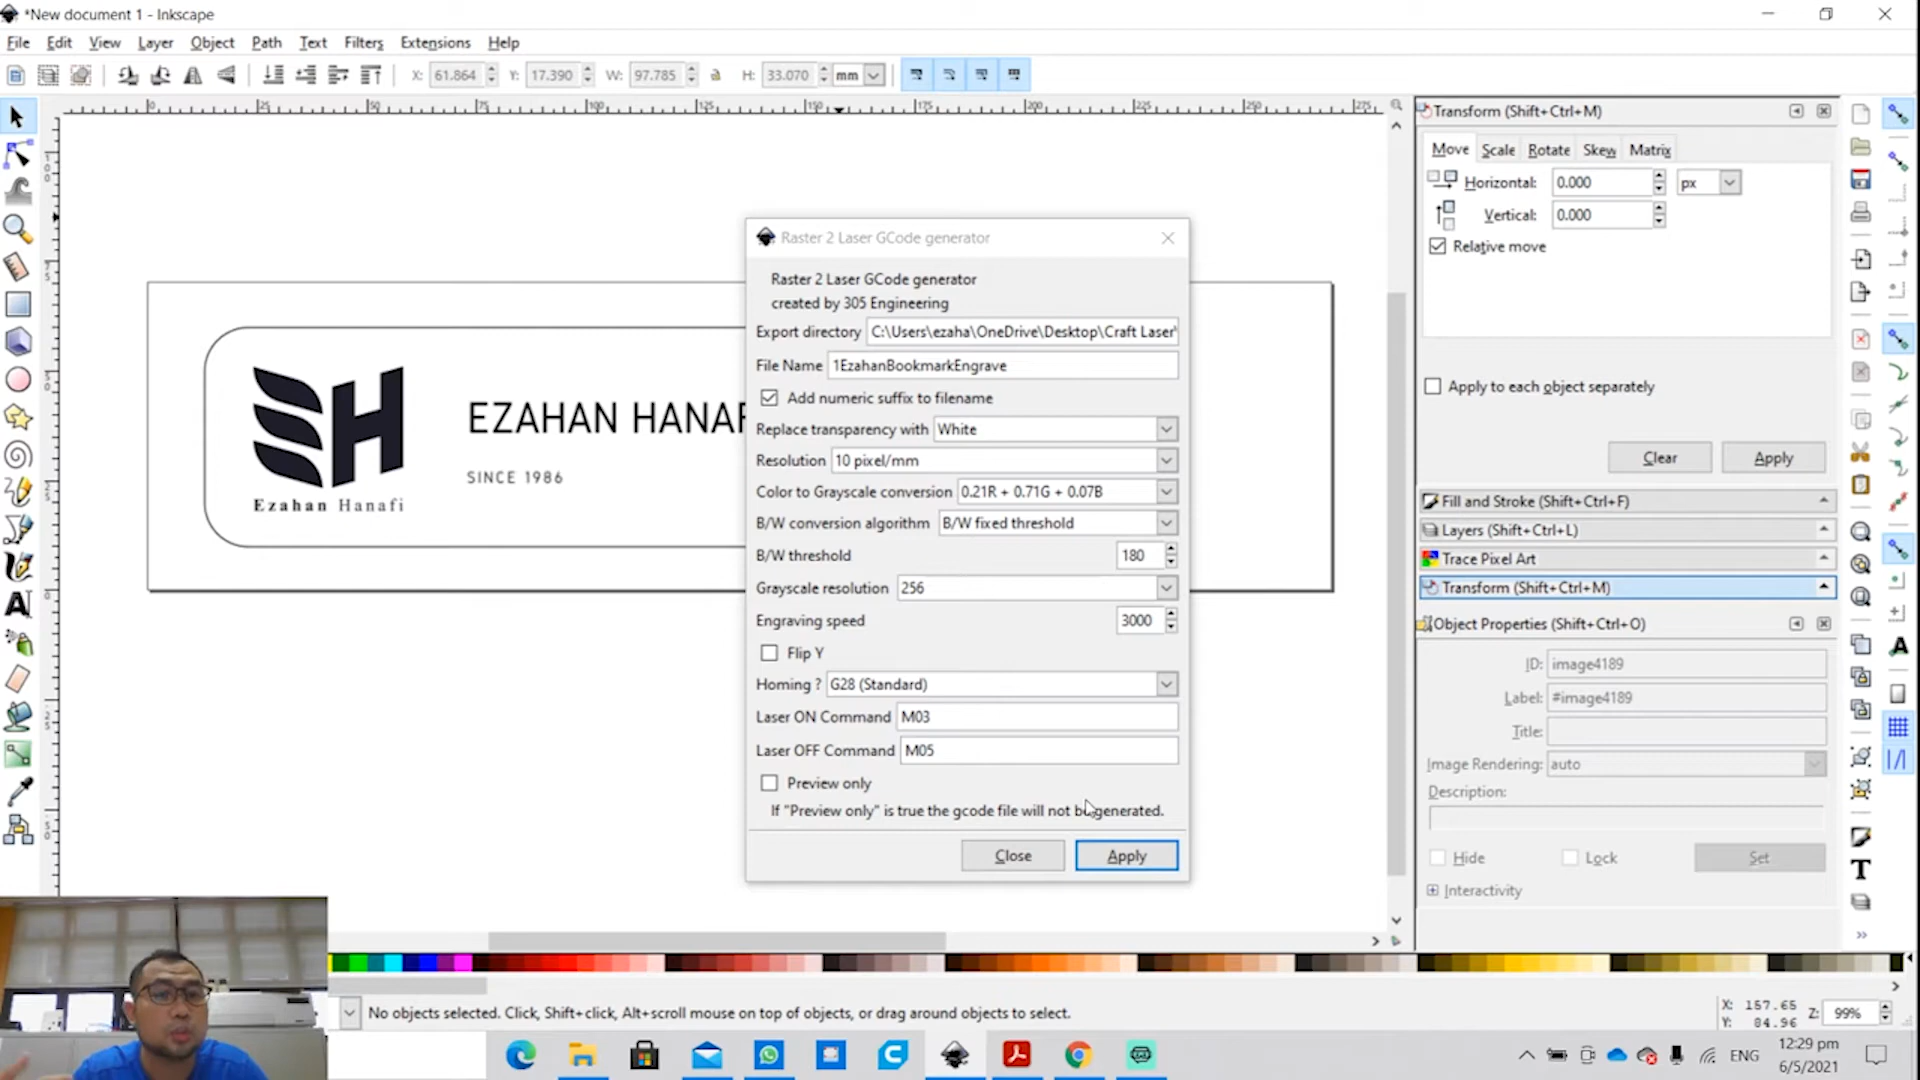 *New document 1 - Inkscape
File Edit View Layer Object Path Text Filters Extensions Help
X: 61.864 Y: 17.390 W: 97.785 H: 33.070 mm
Transform (Shift+Ctrl+M)
Move Scale Rotate Skew Matrix
Horizontal: 0.000 px
Vertical: 0.000
Relative move
Apply to each object separately
Clear Apply
Fill and Stroke (Shift+Ctrl+F)
Layers (Shift+Ctrl+L)
Trace Pixel Art
Transform (Shift+Ctrl+M)
Object Properties (Shift+Ctrl+O)
ID: image4189
Label: #image4189
Title:
Image Rendering: auto
Description:
Hide Lock Set
Interactivity
EH
Ezahan Hanafi
EZAHAN HANAF
SINCE 1986
Raster 2 Laser GCode generator
Raster 2 Laser GCode generator
created by 305 Engineering
Export directory C:\Users\ezaha\OneDrive\Desktop\Craft Laser\
File Name 1EzahanBookmarkEngrave
Add numeric suffix to filename
Replace transparency with White
Resolution 10 pixel/mm
Color to Grayscale conversion 0.21R + 0.71G + 0.07B
B/W conversion algorithm B/W fixed threshold
B/W threshold 180
Grayscale resolution 256
Engraving speed 3000
Flip Y
Homing ? G28 (Standard)
Laser ON Command M03
Laser OFF Command M05
Preview only
If "Preview only" is true the gcode file will not be generated.
Close Apply
No objects selected. Click, Shift+click, Alt+scroll mouse on top of objects, or drag around objects to select.
X: 157.65
Y: 84.96
Z: 99%
ENG
12:29 pm
6/5/2021